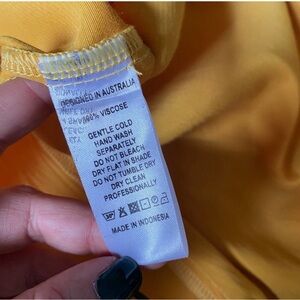 DESIGNED IN AUSTRALIA
100% VISCOSE
GENTLE COLD
HAND WASH
SEPARATELY
DO NOT BLEACH
DRY FLAT IN SHADE
DO NOT TUMBLE DRY
DRY CLEAN
PROFESSIONALLY
MADE IN INDONESIA